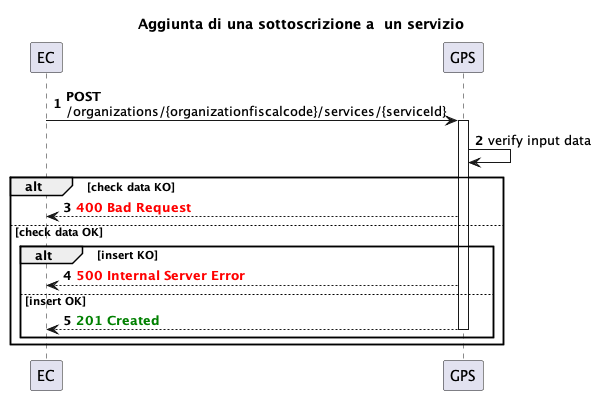 Aggiunta di una sottoscrizione a un servizio
EC
GPS
1 POST
/organizations/{organizationfiscalcode}/services/{serviceId}
2 verify input data
alt [check data KO]
3 400 Bad Request
[check data OK]
alt [insert KO]
4 500 Internal Server Error
[insert OK]
5 201 Created
EC
GPS